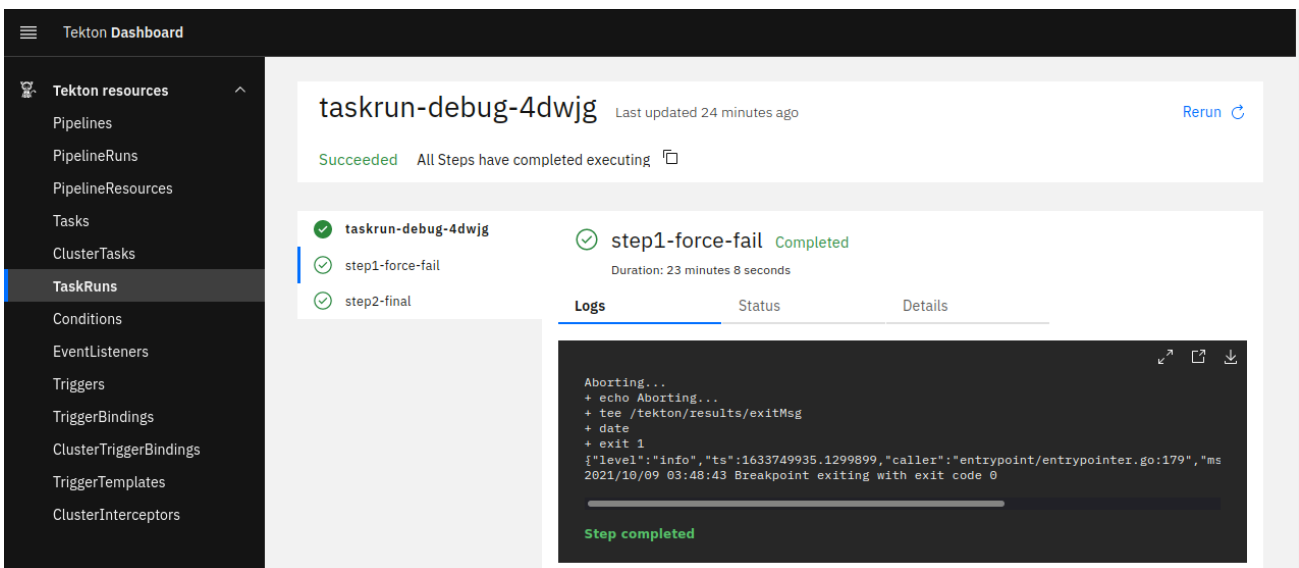 Tekton Dashboard
Tekton resources
Pipelines
PipelineRuns
PipelineResources
Tasks
ClusterTasks
TaskRuns
Conditions
EventListeners
Triggers
TriggerBindings
ClusterTriggerBindings
TriggerTemplates
ClusterInterceptors
taskrun-debug-4dwjg Last updated 24 minutes ago Rerun
Succeeded All Steps have completed executing
taskrun-debug-4dwjg
step1-force-fail
step2-final
step1-force-fail Completed
Duration: 23 minutes 8 seconds
Logs Status Details
Aborting...
+ echo Aborting...
+ tee /tekton/results/exitMsg
+ date
+ exit 1
{"level":"info","ts":1633749935.1299899,"caller":"entrypoint/entrypointer.go:179","ms
2021/10/09 03:48:43 Breakpoint exiting with exit code 0
Step completed